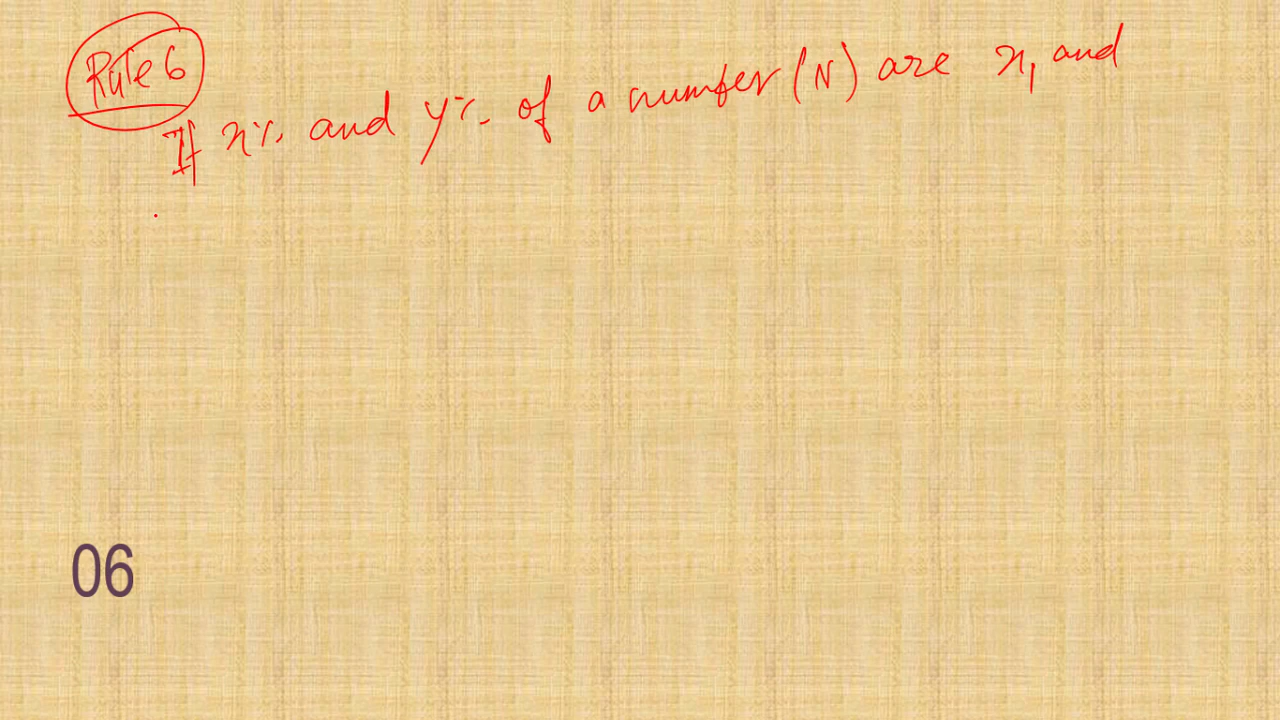 Rule 6
If x% and y% of a number (N) are x₁ and
06